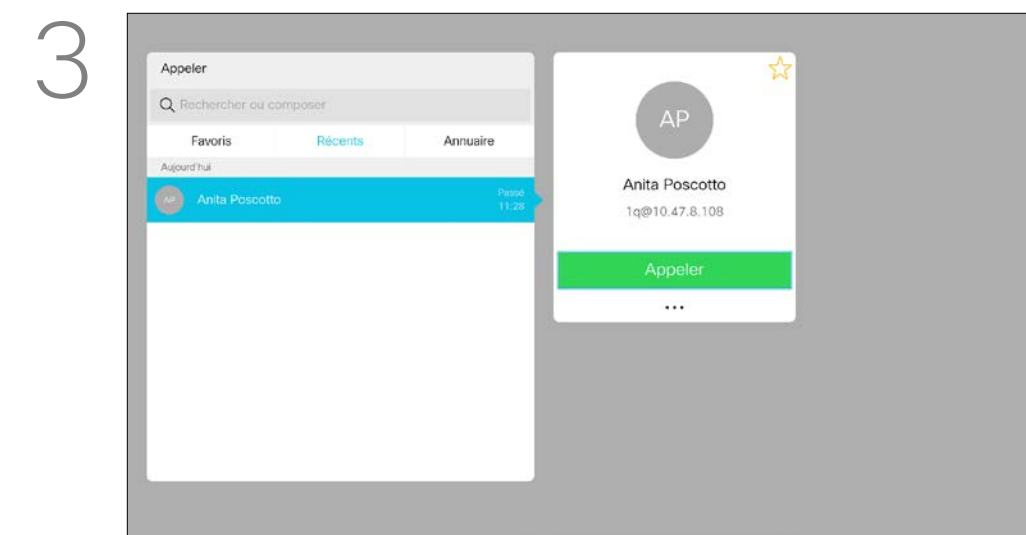 3
Appeler
Rechercher ou composer
Favoris Récents Annuaire
Aujourd'hui
AP Anita Poscotto Passé
11:28
AP
Anita Poscotto
1q@10.47.8.108
Appeler
...